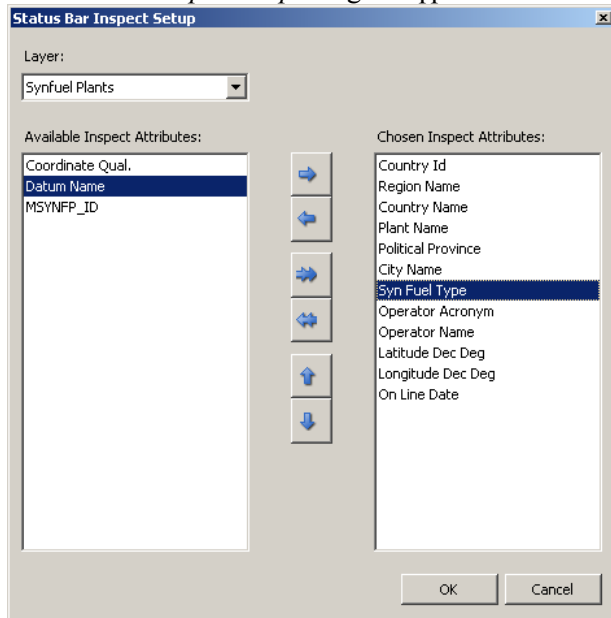 Status Bar Inspect Setup
Layer:
Synfuel Plants
Available Inspect Attributes:
Coordinate Qual.
Datum Name
MSYNFP_ID
Chosen Inspect Attributes:
Country Id
Region Name
Country Name
Plant Name
Political Province
City Name
Syn Fuel Type
Operator Acronym
Operator Name
Latitude Dec Deg
Longitude Dec Deg
On Line Date
OK
Cancel